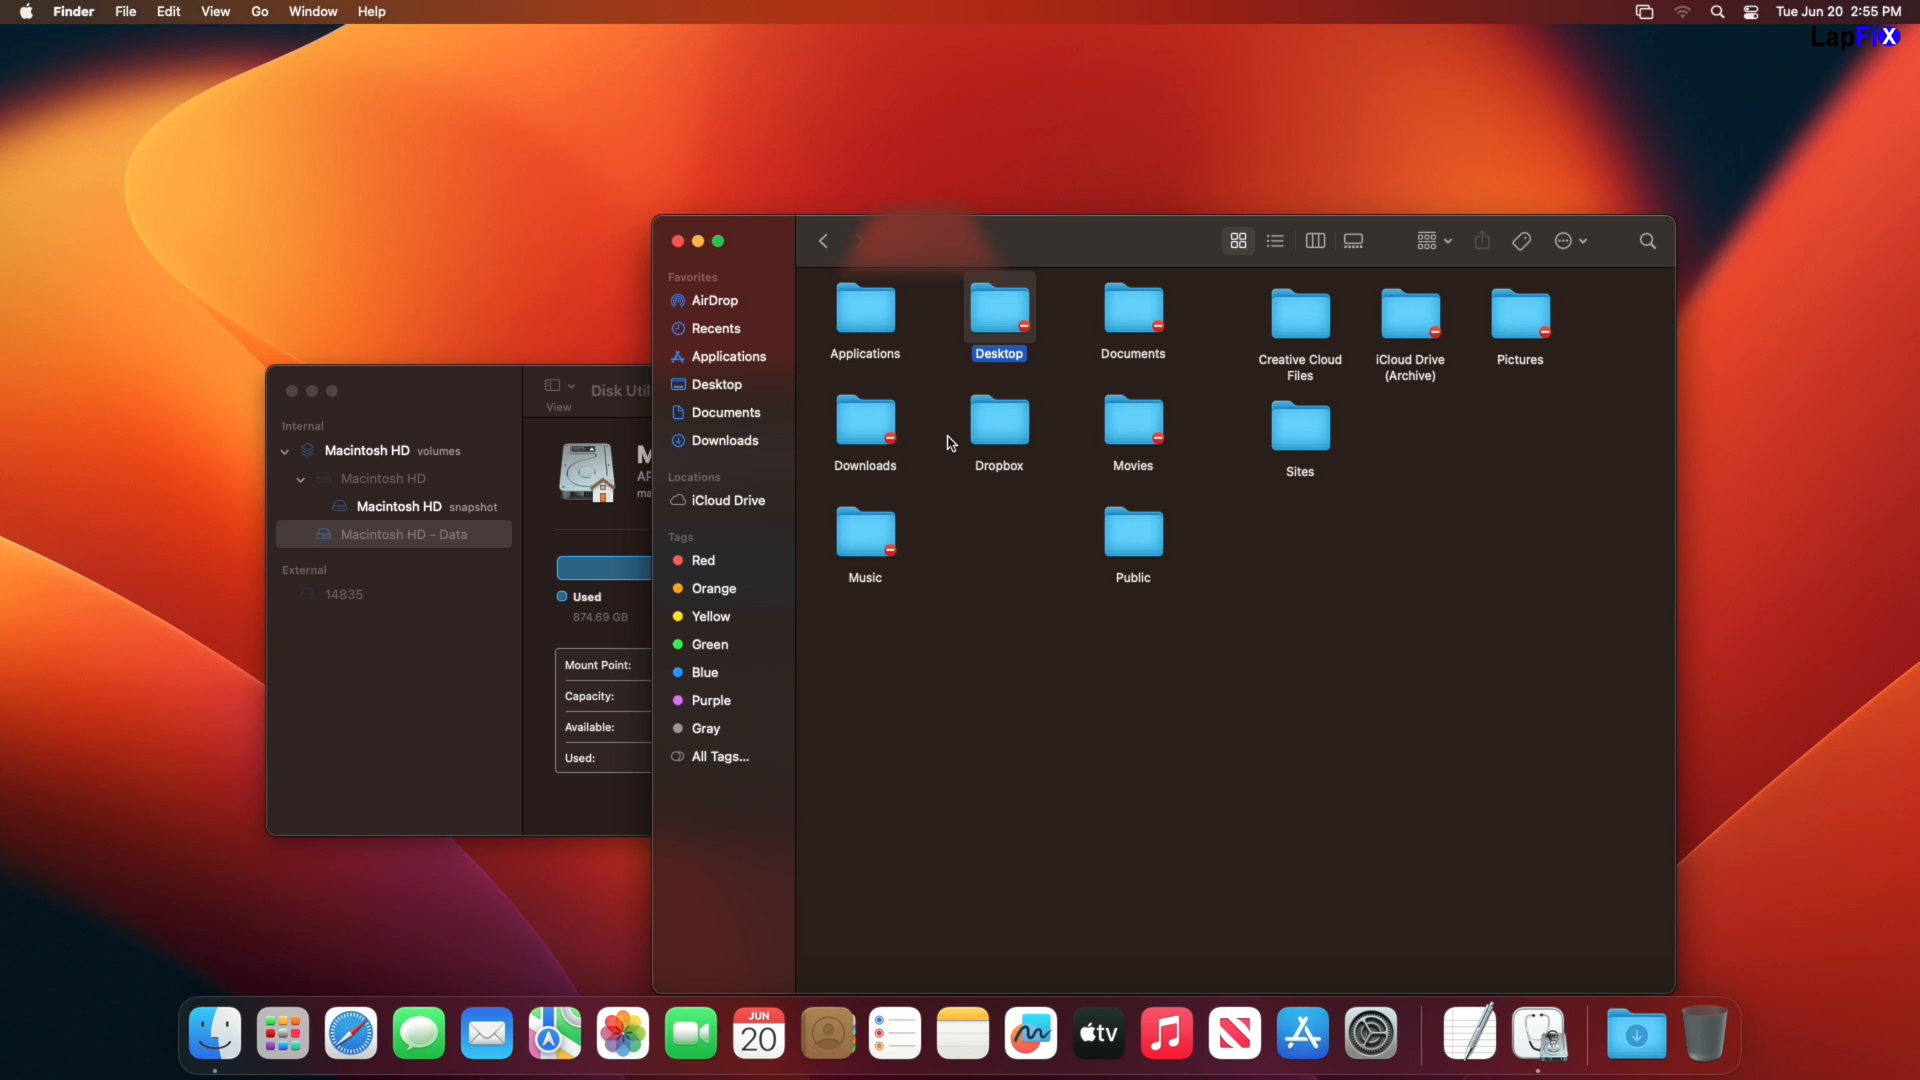 Finder File Edit View Go Window Help
Tue Jun 20 2:55 PM
LapFiX
Favorites
AirDrop
Recents
Applications
Desktop
Documents
Downloads
Locations
iCloud Drive
Tags
Red
Orange
Yellow
Green
Blue
Purple
Gray
All Tags...
Applications
Desktop
Documents
Creative Cloud
Files
iCloud Drive
(Archive)
Pictures
Downloads
Dropbox
Movies
Sites
Music
Public
View
Disk Util
Internal
Macintosh HD volumes
Macintosh HD
Macintosh HD snapshot
Macintosh HD - Data
External
14835
M
AP
ma
Used
874.69 GB
Mount Point:
Capacity:
Available:
Used:
JUN
20
tv